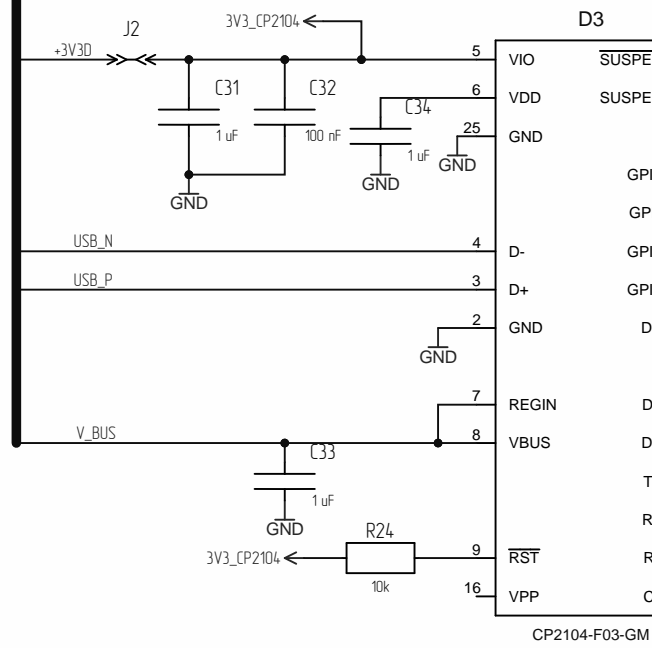 D3
J2
3V3_CP2104
+3V3D
5
VIO
SUSPE
C31
C32
6
VDD
SUSPE
C34
1 uF
100 nF
1 uF
25
GND
GND
GND
GND
GPI
GP
USB_N
4
D-
GPI
USB_P
3
D+
GPI
2
GND
D
GND
7
REGIN
D
V_BUS
8
VBUS
D
C33
T
1 uF
GND
R24
R
3V3_CP2104
9
RST
R
10k
16
VPP
C
CP2104-F03-GM